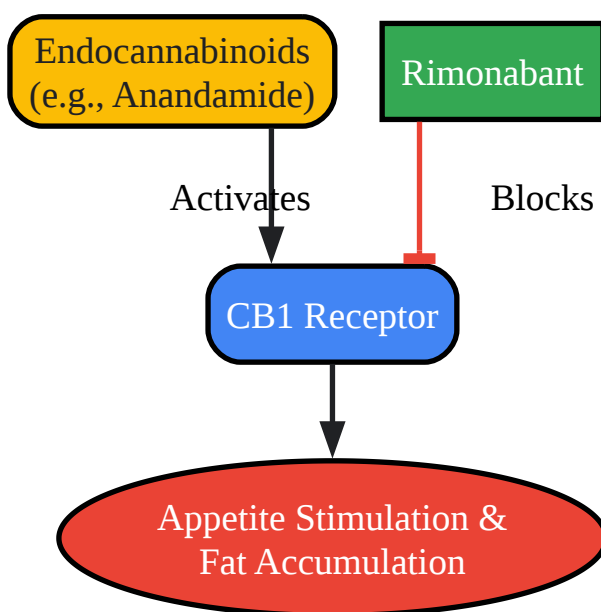 Endocannabinoids
(e.g., Anandamide)
Rimonabant
Activates
Blocks
CB1 Receptor
Appetite Stimulation &
Fat Accumulation